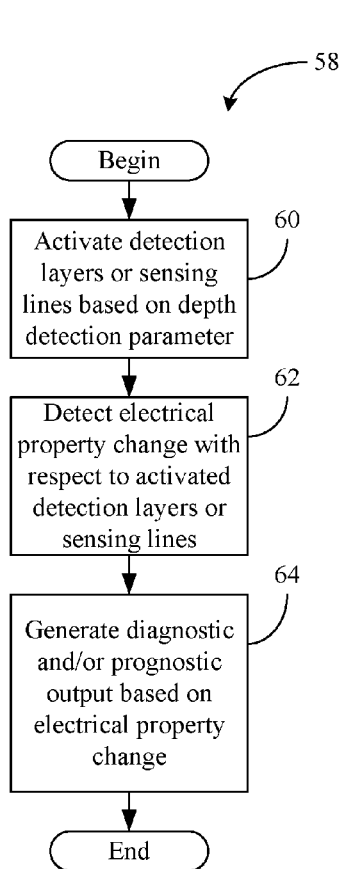 58
Begin
60
Activate detection
layers or sensing
lines based on depth
detection parameter
62
Detect electrical
property change with
respect to activated
detection layers or
sensing lines
64
Generate diagnostic
and/or prognostic
output based on
electrical property
change
End